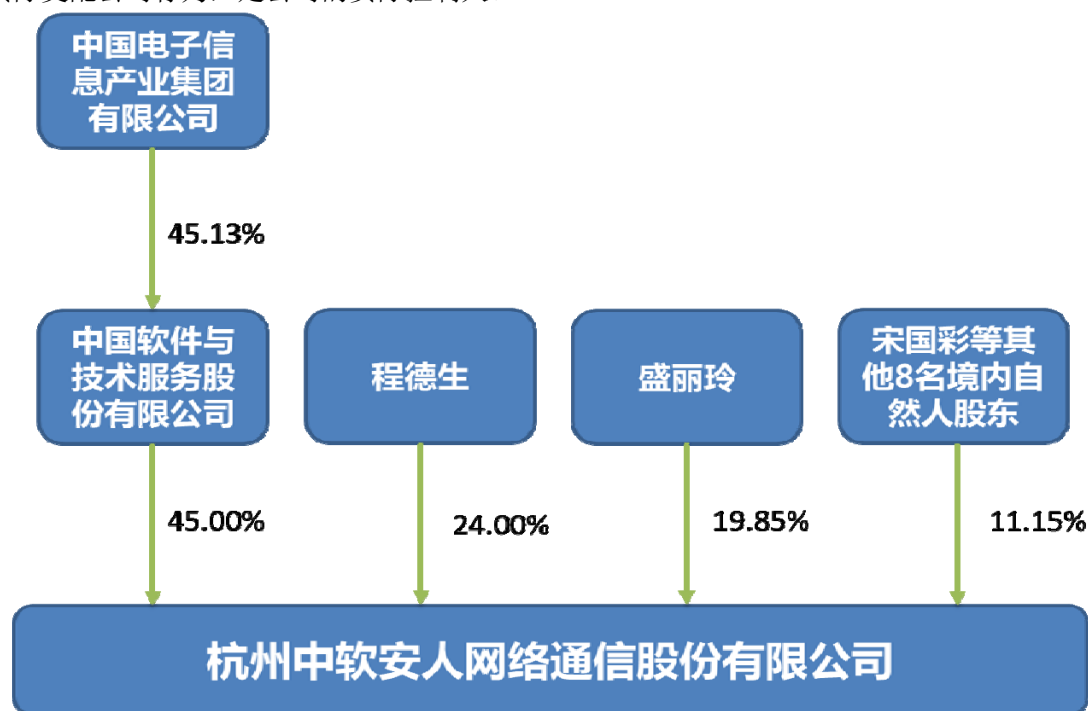 中国电子信
息产业集团
有限公司
45.13%
中国软件与
技术服务股
份有限公司
程德生
盛丽玲
宋国彩等其
他8名境内自
然人股东
45.00%
24.00%
19.85%
11.15%
杭州中软安人网络通信股份有限公司